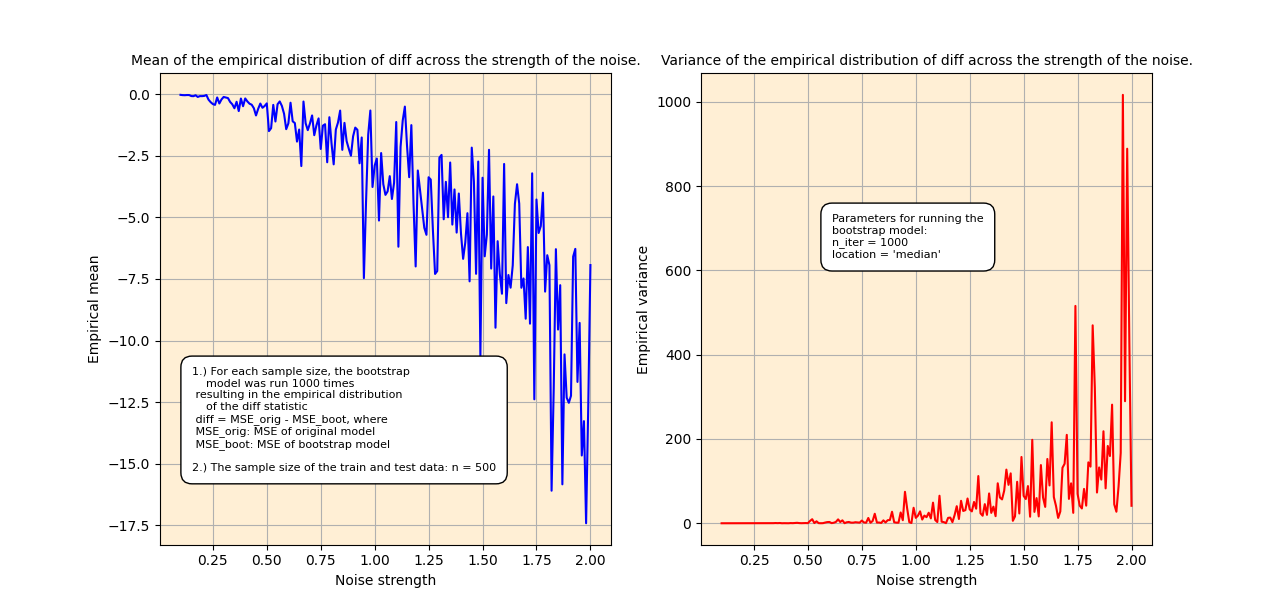 Mean of the empirical distribution of diff across the strength of the noise.
0.0
−2.5
−5.0
−7.5
−10.0
−12.5
−15.0
−17.5
Empirical mean
1.) For each sample size, the bootstrap
model was run 1000 times
resulting in the empirical distribution
of the diff statistic
diff = MSE_orig - MSE_boot, where
MSE_orig: MSE of original model
MSE_boot: MSE of bootstrap model
2.) The sample size of the train and test data: n = 500
0.25 0.50 0.75 1.00 1.25 1.50 1.75 2.00
Noise strength
Variance of the empirical distribution of diff across the strength of the noise.
1000
800
600
400
200
0
Empirical variance
Parameters for running the
bootstrap model:
n_iter = 1000
location = 'median'
0.25 0.50 0.75 1.00 1.25 1.50 1.75 2.00
Noise strength